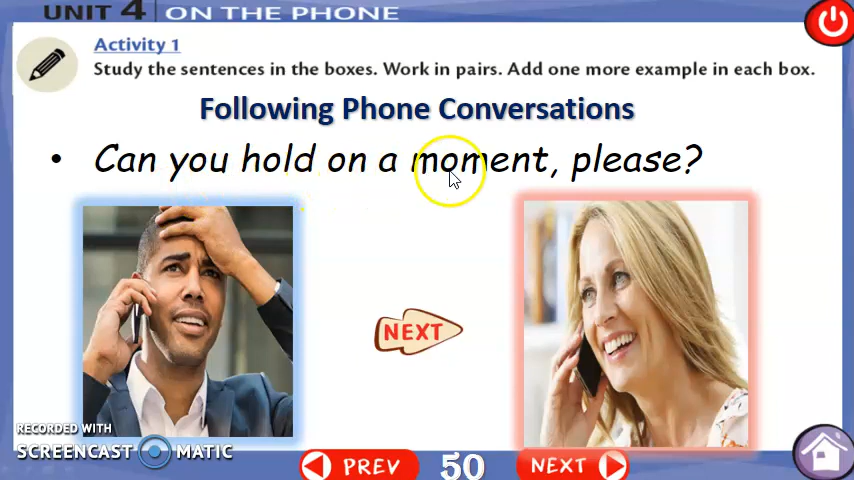 UNIT 4 ON THE PHONE
Activity 1
Study the sentences in the boxes. Work in pairs. Add one more example in each box.
Following Phone Conversations
• Can you hold on a moment, please?
NEXT
RECORDED WITH
SCREENCAST MATIC
PREV 50 NEXT